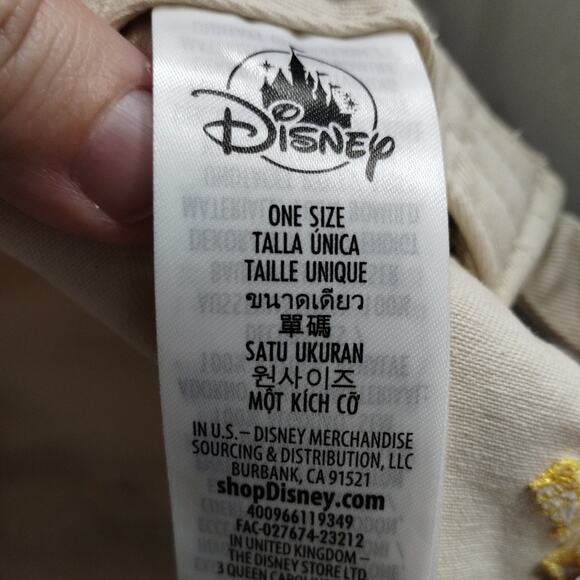 Disney
ONE SIZE
TALLA ÚNICA
TAILLE UNIQUE
ขนาดเดียว
單碼
SATU UKURAN
원사이즈
MỘT KÍCH CỠ
IN U.S. – DISNEY MERCHANDISE
SOURCING & DISTRIBUTION, LLC
BURBANK, CA 91521
shopDisney.com
400966119349
FAC-027674-23212
IN UNITED KINGDOM –
THE DISNEY STORE LTD
3 QUEEN